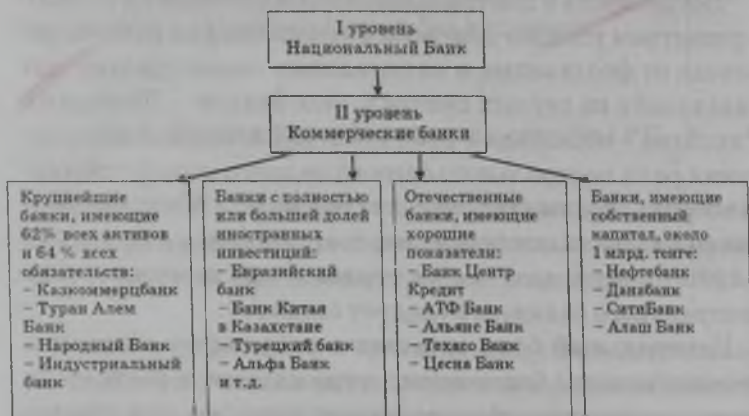 I уровень
Национальный Банк
II уровень
Коммерческие банки
Крупнейшие
банки, имеющие
62% всех активов
и 64 % всех
обязательств:
– Казкоммерцбанк
– Туран Алем
Банк
– Народный Банк
– Индустриальный
банк
Банки с полностью
или большей долей
иностранных
инвестиций:
– Евразийский
банк
– Банк Китая
в Казахстане
– Турецкий банк
– Альфа Банк
и т.д.
Отечественные
банки, имеющие
хорошие
показатели:
– Банк Центр
Кредит
– АТФ Банк
– Альянс Банк
– Техаго Банк
– Цесна Банк
Банки, имеющие
собственный
капитал, около
1 млрд. тенге:
– Нефтебанк
– Данабанк
– СитиБанк
– Алаш Банк